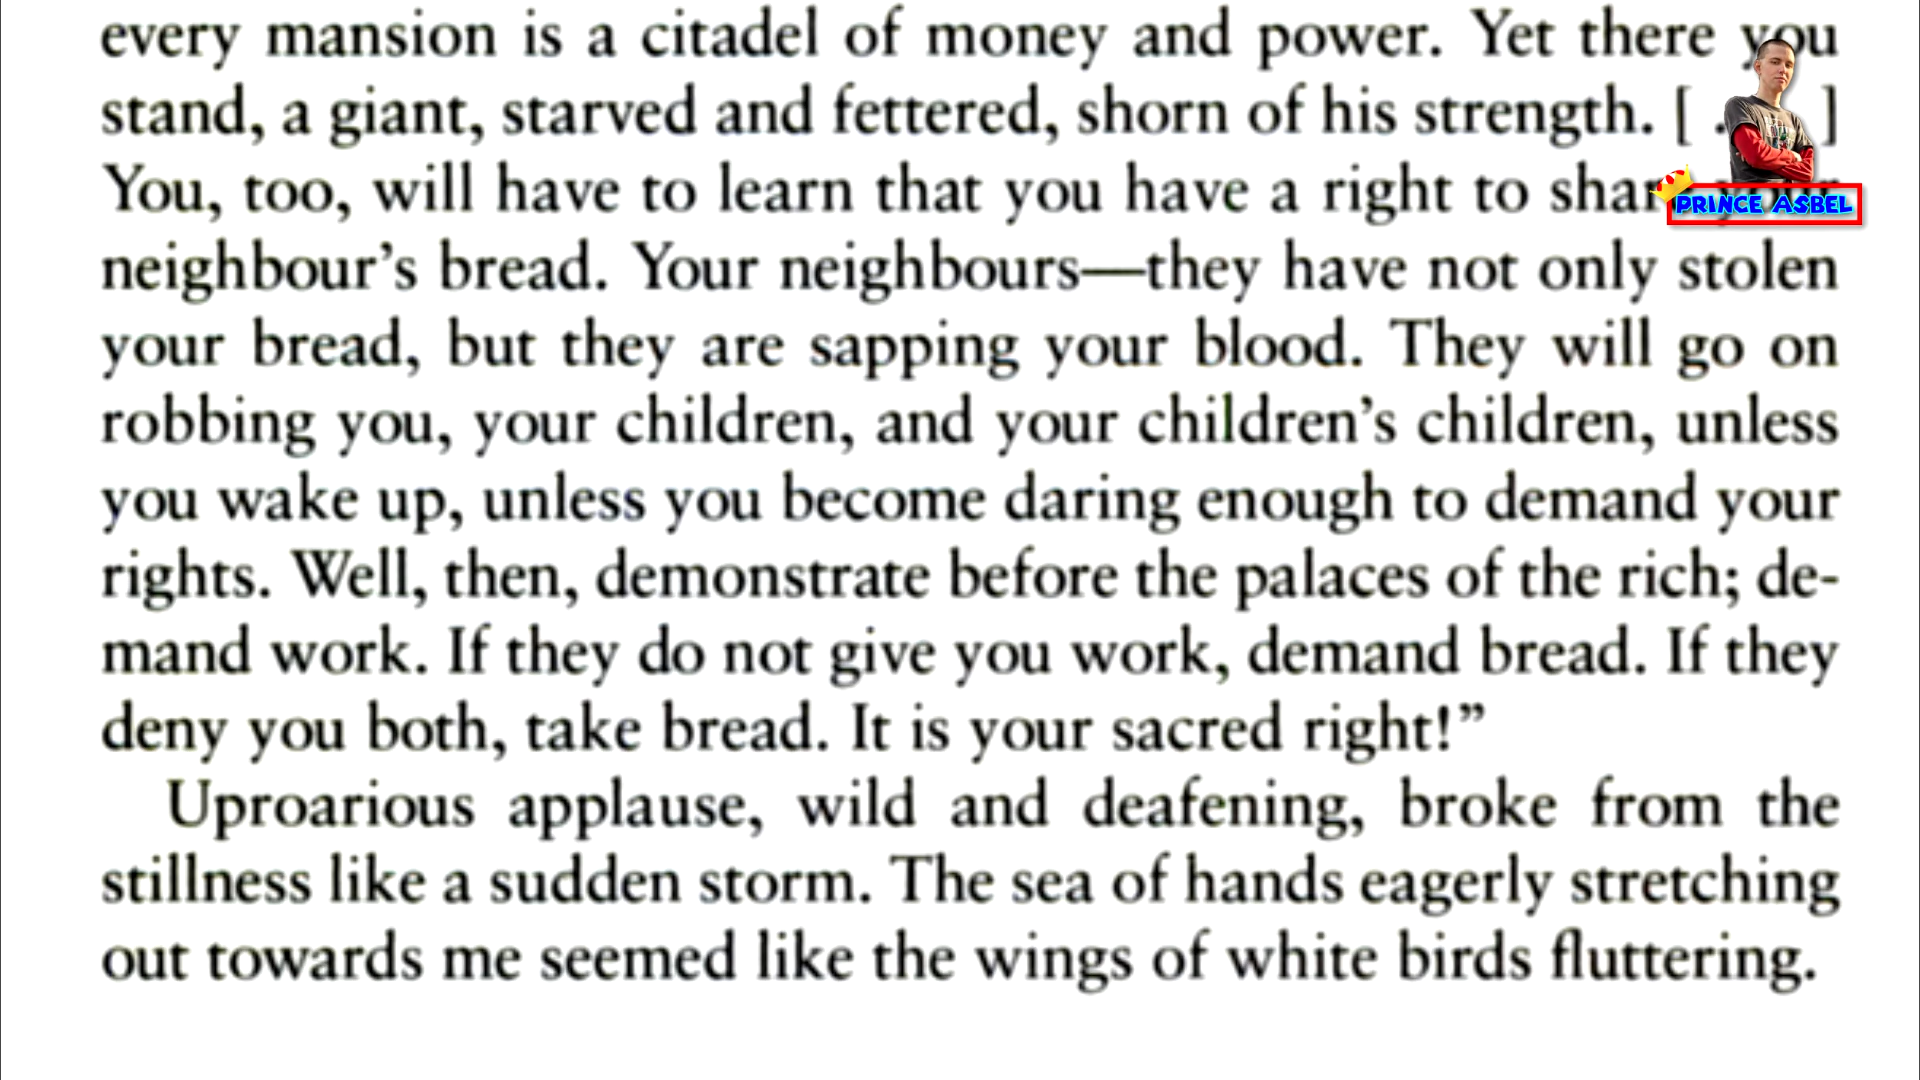 every mansion is a citadel of money and power. Yet there you
stand, a giant, starved and fettered, shorn of his strength. [ . ]
You, too, will have to learn that you have a right to share your
neighbour's bread. Your neighbours—they have not only stolen
your bread, but they are sapping your blood. They will go on
robbing you, your children, and your children's children, unless
you wake up, unless you become daring enough to demand your
rights. Well, then, demonstrate before the palaces of the rich; de-
mand work. If they do not give you work, demand bread. If they
deny you both, take bread. It is your sacred right!”
Uproarious applause, wild and deafening, broke from the
stillness like a sudden storm. The sea of hands eagerly stretching
out towards me seemed like the wings of white birds fluttering.
PRINCE ASBEL